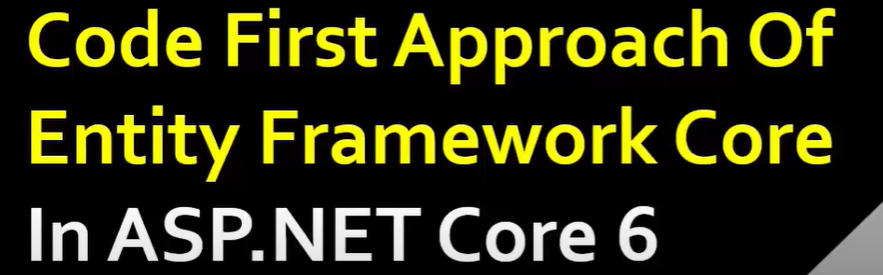 Code First Approach Of
Entity Framework Core
In ASP.NET Core 6